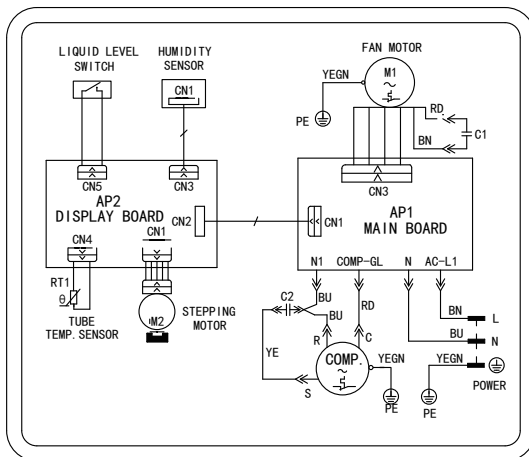 LIQUID LEVEL
SWITCH
HUMIDITY
SENSOR
CN1
FAN MOTOR
M1
YEGN
PE
RD
C1
BN
CN5
CN3
CN3
AP2
DISPLAY BOARD
CN2
CN1
AP1
MAIN BOARD
CN4
CN1
N1
COMP-GL
N
AC-L1
RT1
θ
TUBE
TEMP. SENSOR
M2
STEPPING
MOTOR
C2
BU
BU
RD
YE
R
C
COMP.
S
YEGN
PE
BN
L
BU
N
YEGN
PE
POWER